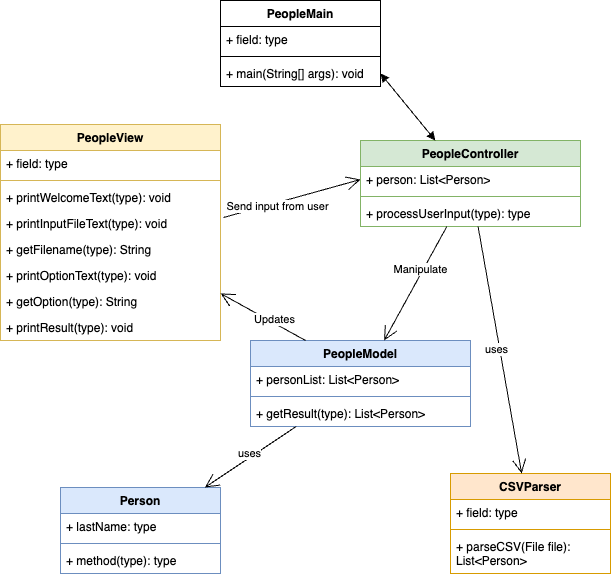 PeopleMain
+ field: type
+ main(String[] args): void
PeopleView
+ field: type
+ printWelcomeText(type): void
+ printInputFileText(type): void
+ getFilename(type): String
+ printOptionText(type): void
+ getOption(type): String
+ printResult(type): void
Send input from user
PeopleController
+ person: List<Person>
+ processUserInput(type): type
Manipulate
Updates
uses
PeopleModel
+ personList: List<Person>
+ getResult(type): List<Person>
uses
Person
+ lastName: type
+ method(type): type
CSVParser
+ field: type
+ parseCSV(File file):
List<Person>